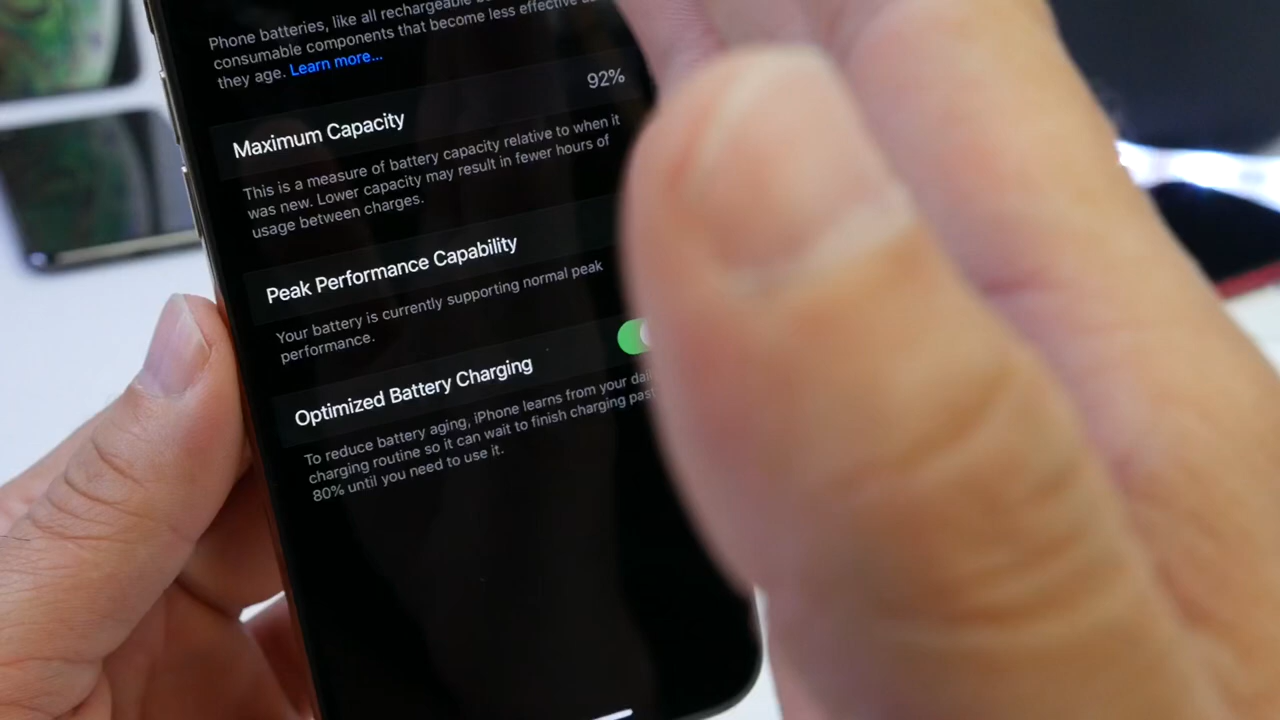 Phone batteries, like all rechargeable
consumable components that become less effective
they age. Learn more...
92%
Maximum Capacity
This is a measure of battery capacity relative to when it
was new. Lower capacity may result in fewer hours of
usage between charges.
Peak Performance Capability
Your battery is currently supporting normal peak
performance.
Optimized Battery Charging
To reduce battery aging, iPhone learns from your
charging routine so it can wait to finish charging past
80% until you need to use it.